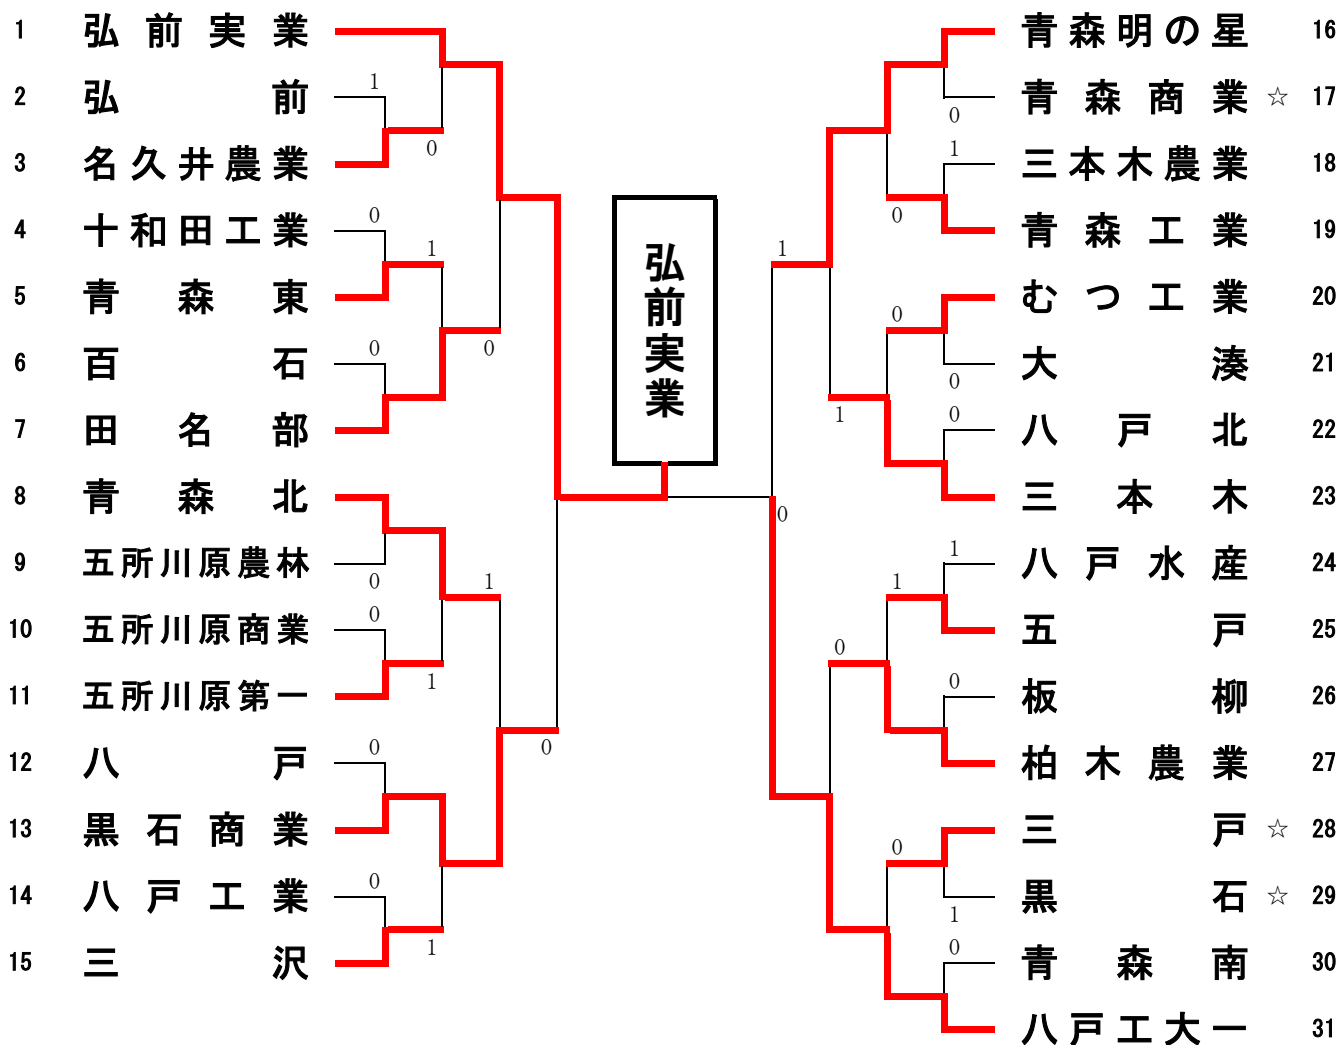 1 弘前実業
2 弘前 1
3 名久井農業 0
4 十和田工業 0
5 青森東 1
6 百石 0 0
7 田名部
8 青森北
9 五所川原農林 0 1
10 五所川原商業 0
11 五所川原第一 1
12 八戸 0 0
13 黒石商業
14 八戸工業 0
15 三沢 1
弘前実業
青森明の星 16
0 青森商業 ☆ 17
1 三本木農業 18
0 青森工業 19
1
0 むつ工業 20
0 大湊 21
1 0 八戸北 22
三本木 23
0
1 1 八戸水産 24
五戸 25
0 0 板柳 26
柏木農業 27
0 三戸 ☆ 28
1 黒石 ☆ 29
0 青森南 30
八戸工大一 31